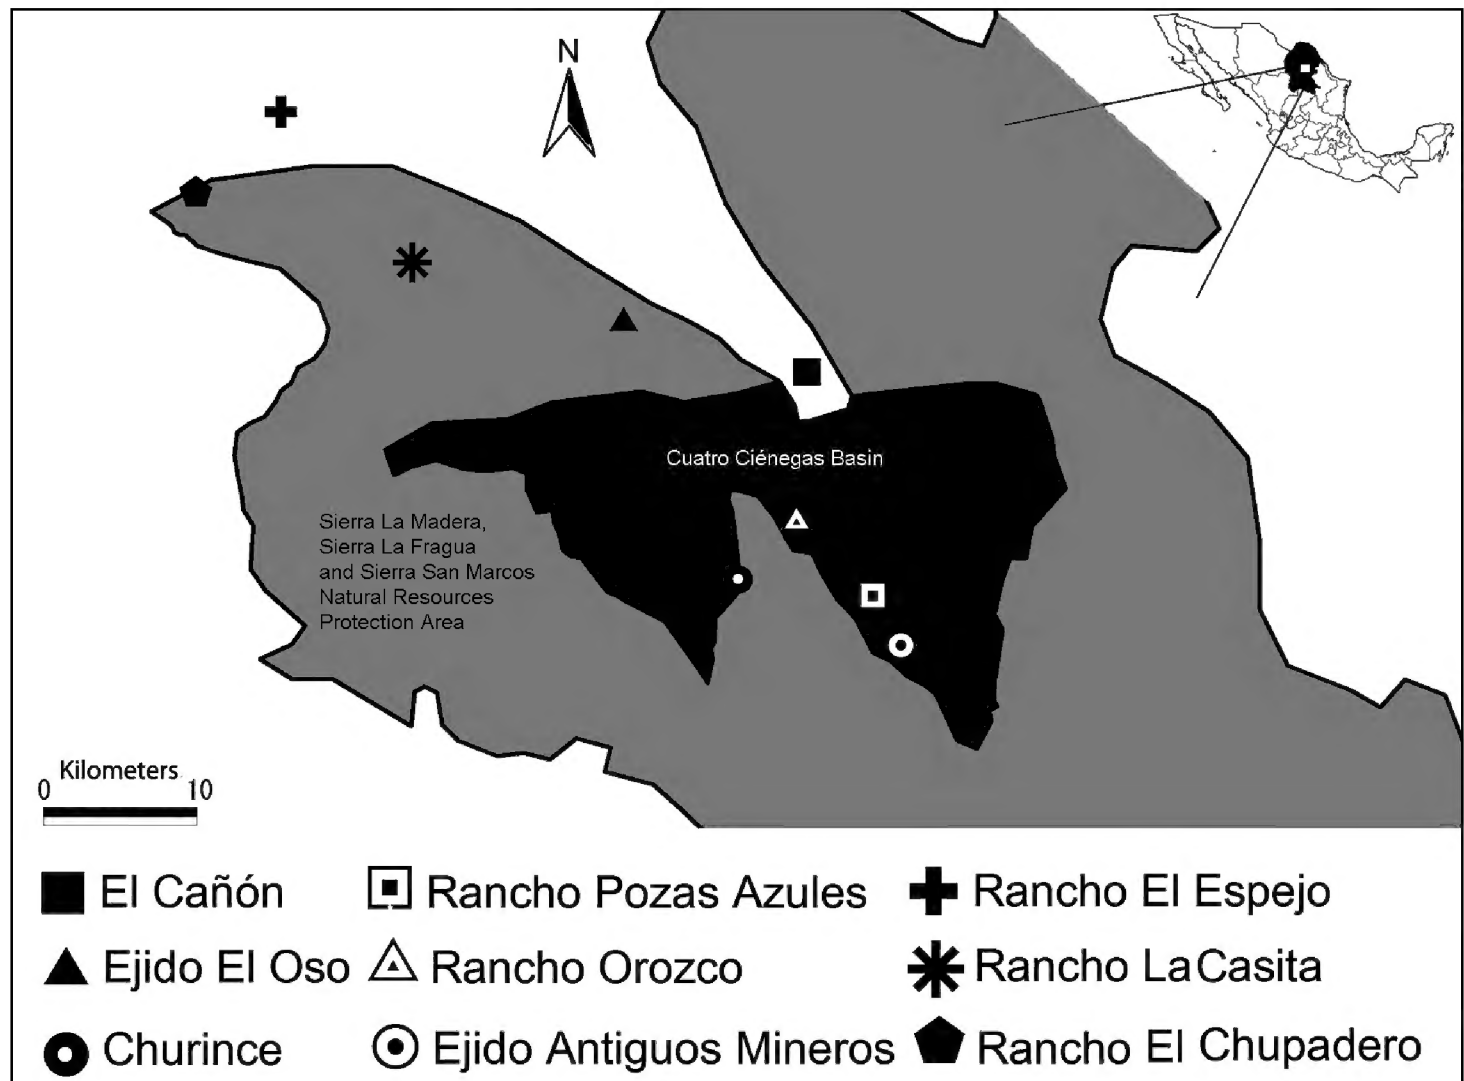 N
Cuatro Ciénegas Basin
Sierra La Madera,
Sierra La Fragua
and Sierra San Marcos
Natural Resources
Protection Area
Kilometers
0 10
El Cañón
Rancho Pozas Azules
Rancho El Espejo
Ejido El Oso
Rancho Orozco
Rancho La Casita
Churince
Ejido Antiguos Mineros
Rancho El Chupadero